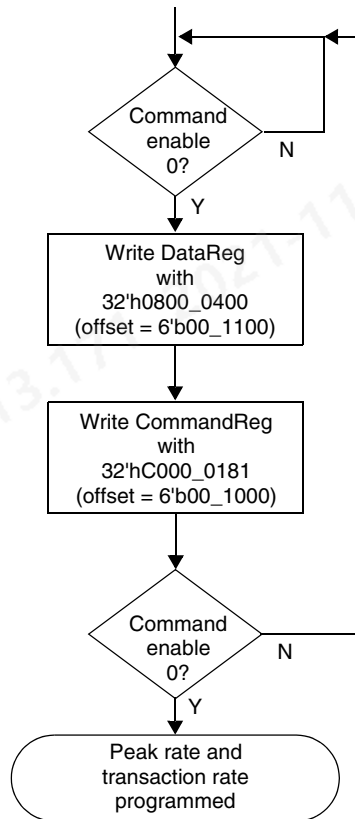 Command
enable
0?
N
Y
Write DataReg
with
32'h0800_0400
(offset = 6'b00_1100)
Write CommandReg
with
32'hC000_0181
(offset = 6'b00_1000)
Command
enable
0?
N
Y
Peak rate and
transaction rate
programmed